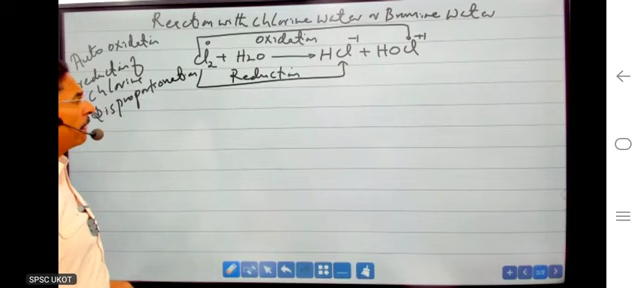 Reaction with chlorine water or Bromine Water
Auto oxidation
reduction of
chlorine
Disproportionation
oxidation
Cl₂ + H2O ⟶ HCl⁻¹ + HOCl⁺¹
0
Reduction
SPSC UKOT